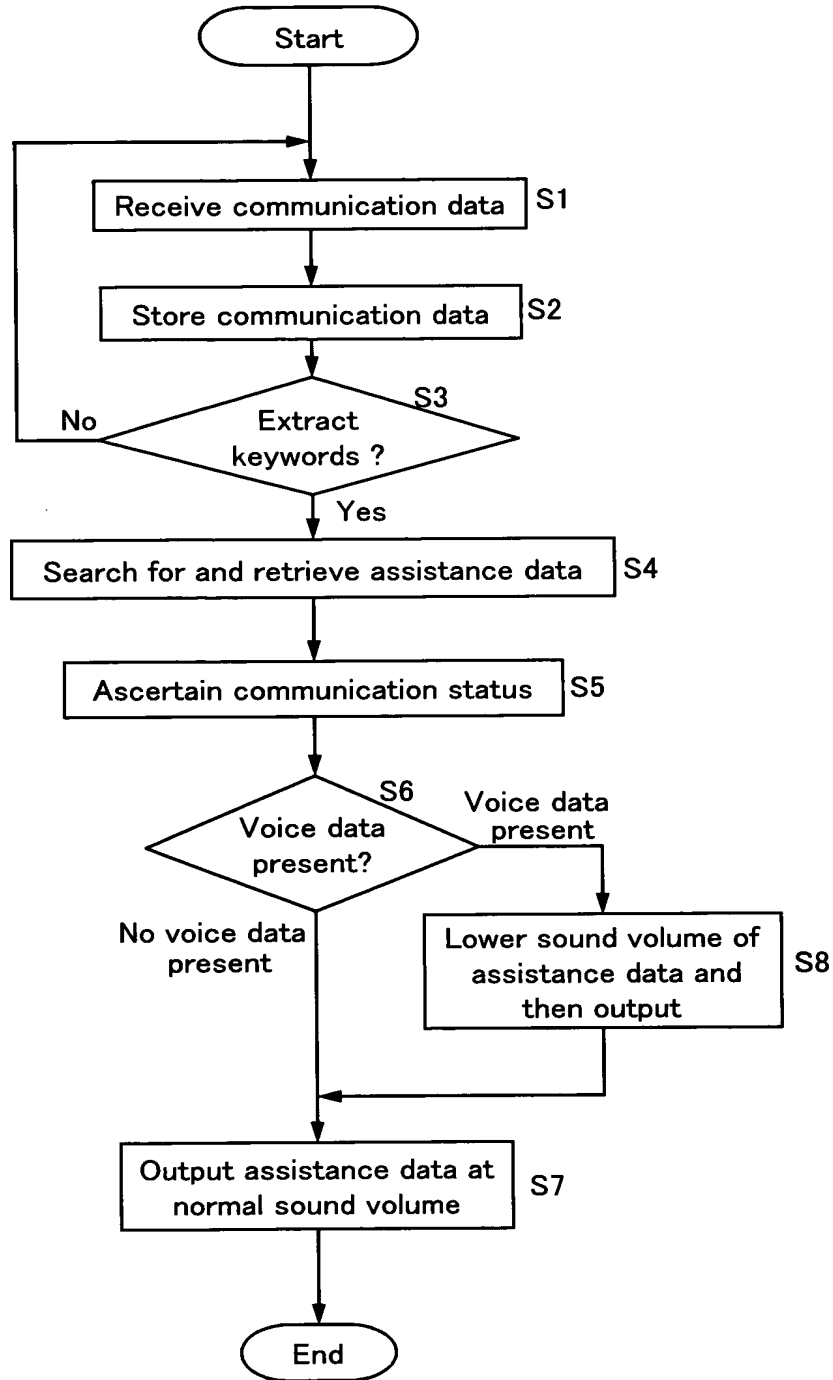 Start
Receive communication data
S1
Store communication data
S2
S3
No
Extract
keywords ?
Yes
Search for and retrieve assistance data
S4
Ascertain communication status
S5
S6
Voice data
present?
Voice data
present
No voice data
present
Lower sound volume of
assistance data and
then output
S8
Output assistance data at
normal sound volume
S7
End